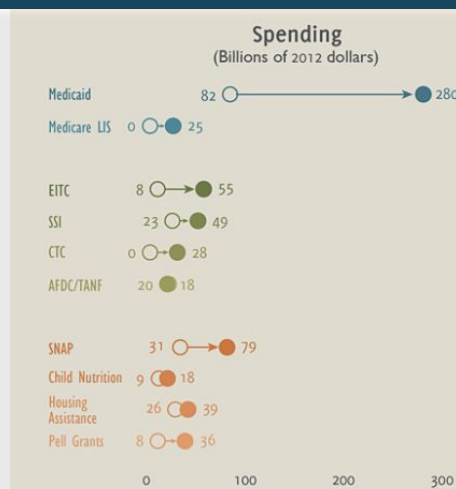 Spending
(Billions of 2012 dollars)
Medicaid 82 280
Medicare LIS 0 25
EITC 8 55
SSI 23 49
CTC 0 28
AFDC/TANF 20 18
SNAP 31 79
Child Nutrition 9 18
Housing
Assistance 26 39
Pell Grants 8 36
0 100 200 300